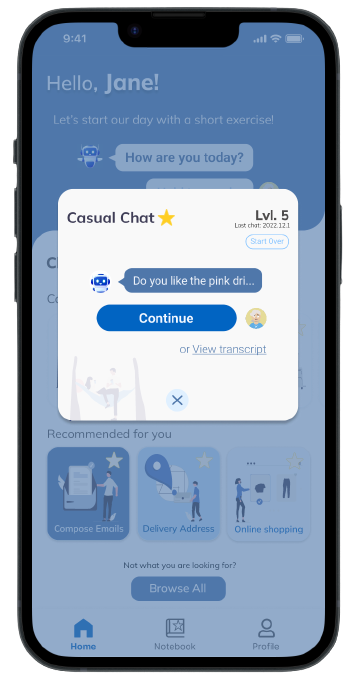 9:41
Hello, Jane!
Let's start our day with a short exercise!
How are you today?
Casual Chat
Lvl. 5
Last chat: 2022.12.1
Start Over
Do you like the pink dri...
Continue
or View transcript
Recommended for you
Compose Emails
Delivery Address
Online shopping
Not what you are looking for?
Browse All
Home
Notebook
Profile